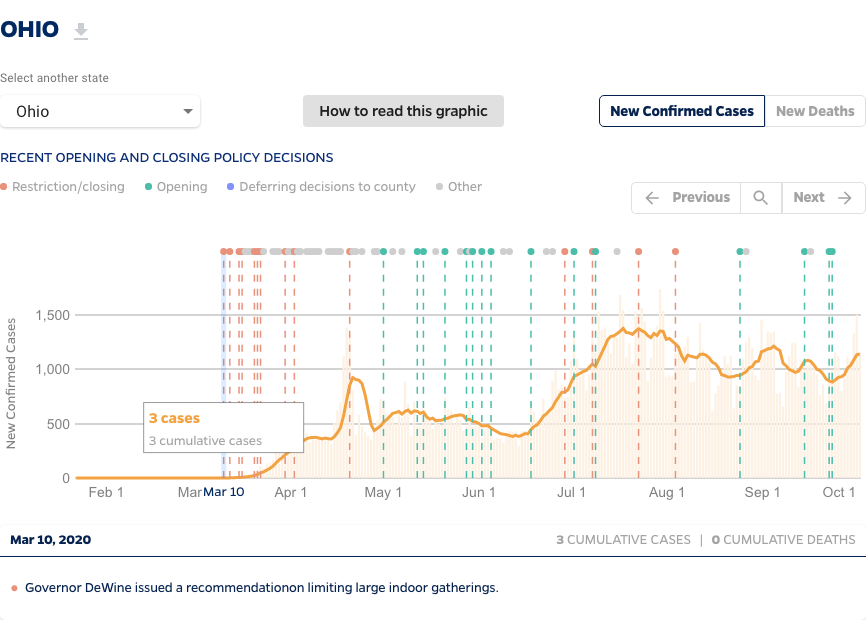 OHIO
Select another state
Ohio
How to read this graphic
New Confirmed Cases
New Deaths
RECENT OPENING AND CLOSING POLICY DECISIONS
Restriction/closing
Opening
Deferring decisions to county
Other
Previous
Next
New Confirmed Cases
1,500
1,000
500
0
3 cases
3 cumulative cases
Feb 1
Mar
Mar 10
Apr 1
May 1
Jun 1
Jul 1
Aug 1
Sep 1
Oct 1
Mar 10, 2020
3 CUMULATIVE CASES | 0 CUMULATIVE DEATHS
Governor DeWine issued a recommendationon limiting large indoor gatherings.